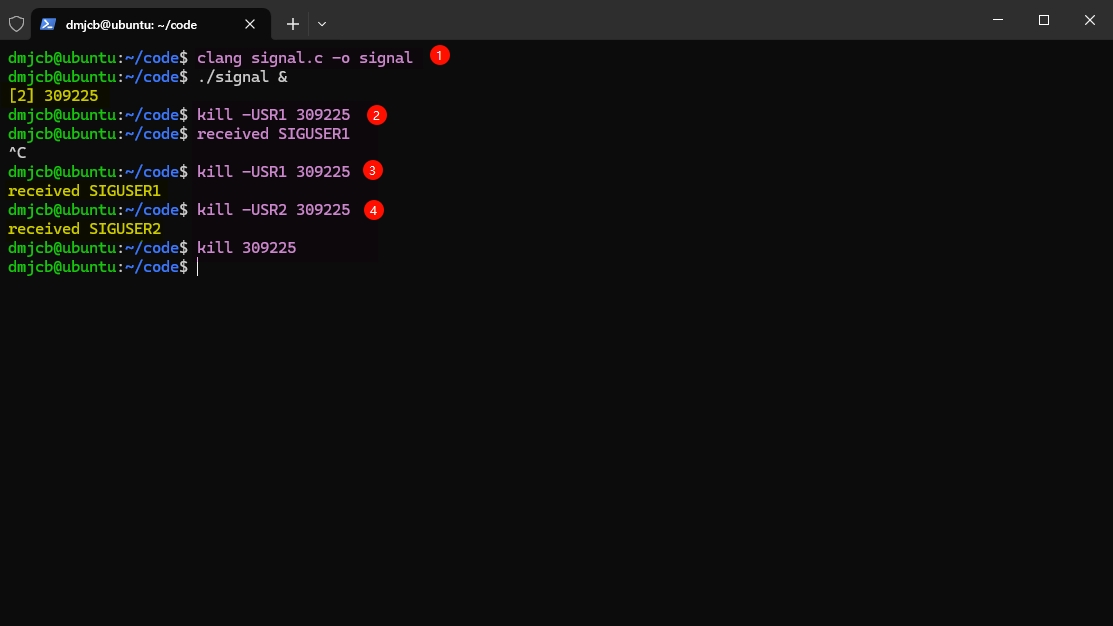 dmjcb@ubuntu: ~/code
dmjcb@ubuntu:~/code$ clang signal.c -o signal 1
dmjcb@ubuntu:~/code$ ./signal &
[2] 309225
dmjcb@ubuntu:~/code$ kill -USR1 309225 2
dmjcb@ubuntu:~/code$ received SIGUSER1
^C
dmjcb@ubuntu:~/code$ kill -USR1 309225 3
received SIGUSER1
dmjcb@ubuntu:~/code$ kill -USR2 309225 4
received SIGUSER2
dmjcb@ubuntu:~/code$ kill 309225
dmjcb@ubuntu:~/code$